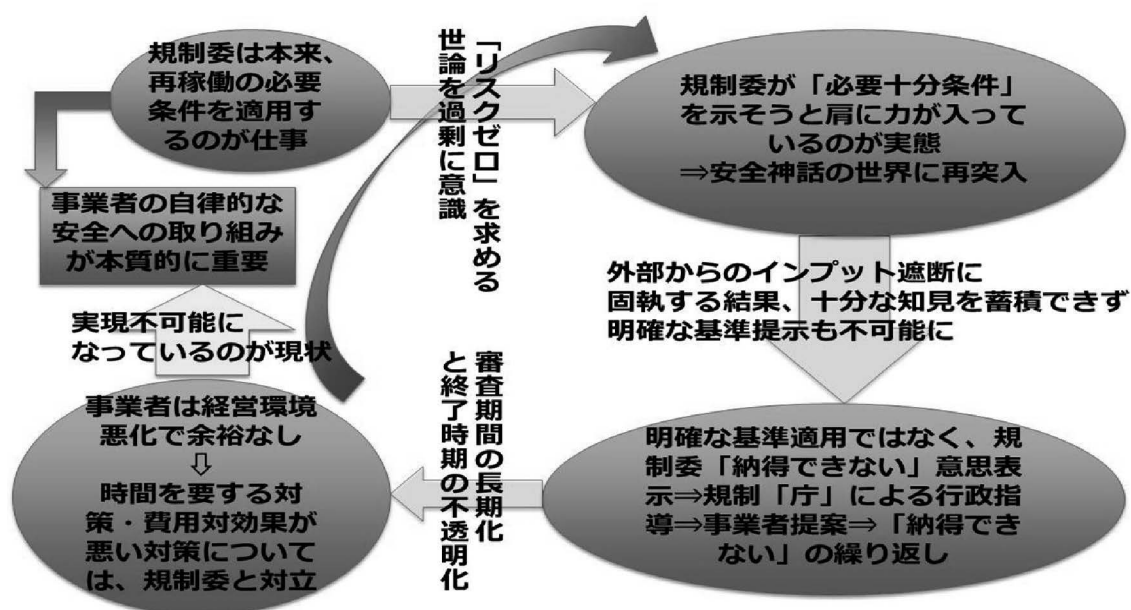 規制委は本来、
再稼働の必要
条件を適用す
るのが仕事
「リスクゼロ」を求める
世論を過剰に意識
規制委が「必要十分条件」
を示そうと肩に力が入って
いるのが実態
⇒安全神話の世界に再突入
事業者の自律的な
安全への取り組み
が本質的に重要
外部からのインプット遮断に
固執する結果、十分な知見を蓄積できず
明確な基準提示も不可能に
実現不可能に
なっているのが現状
審査期間の長期化
と終了時期の不透明化
事業者は経営環境
悪化で余裕なし
⇩
時間を要する対
策・費用対効果が
悪い対策について
は、規制委と対立
明確な基準適用ではなく、規
制委「納得できない」意思表
示⇒規制「庁」による行政指
導⇒事業者提案⇒「納得でき
ない」の繰り返し